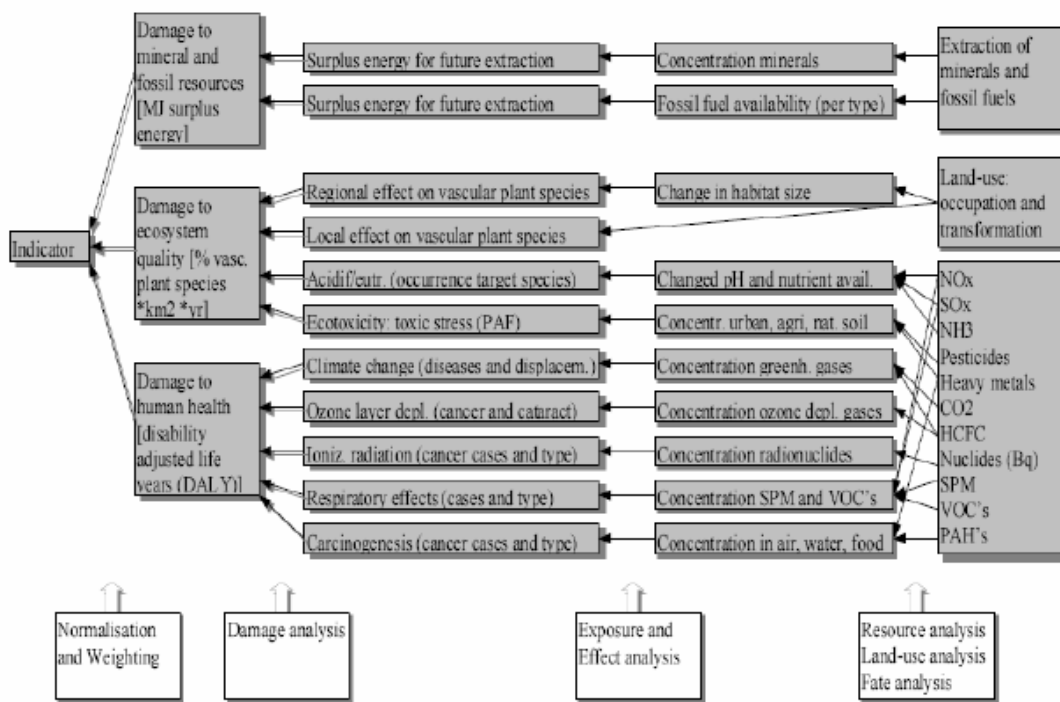 Damage to
mineral and
fossil resources
[MJ surplus
energy]
Surplus energy for future extraction
Concentration minerals
Surplus energy for future extraction
Fossil fuel availability (per type)
Extraction of
minerals and
fossil fuels
Indicator
Damage to
ecosystem
quality [% vasc.
plant species
*km2 *yr]
Regional effect on vascular plant species
Change in habitat size
Local effect on vascular plant species
Land-use:
occupation and
transformation
Acidif/eutr. (occurrence target species)
Changed pH and nutrient avail.
Ecotoxicity: toxic stress (PAF)
Concentr. urban, agri, nat. soil
Damage to
human health
[disability
adjusted life
years (DALY)]
Climate change (diseases and displacem.)
Concentration greenh. gases
Ozone layer depl. (cancer and cataract)
Concentration ozone depl. gases
Ioniz. radiation (cancer cases and type)
Concentration radionuclides
Respiratory effects (cases and type)
Concentration SPM and VOC's
Carcinogenesis (cancer cases and type)
Concentration in air, water, food
NOx
SOx
NH3
Pesticides
Heavy metals
CO2
HCFC
Nuclides (Bq)
SPM
VOC's
PAH's
Normalisation
and Weighting
Damage analysis
Exposure and
Effect analysis
Resource analysis
Land-use analysis
Fate analysis